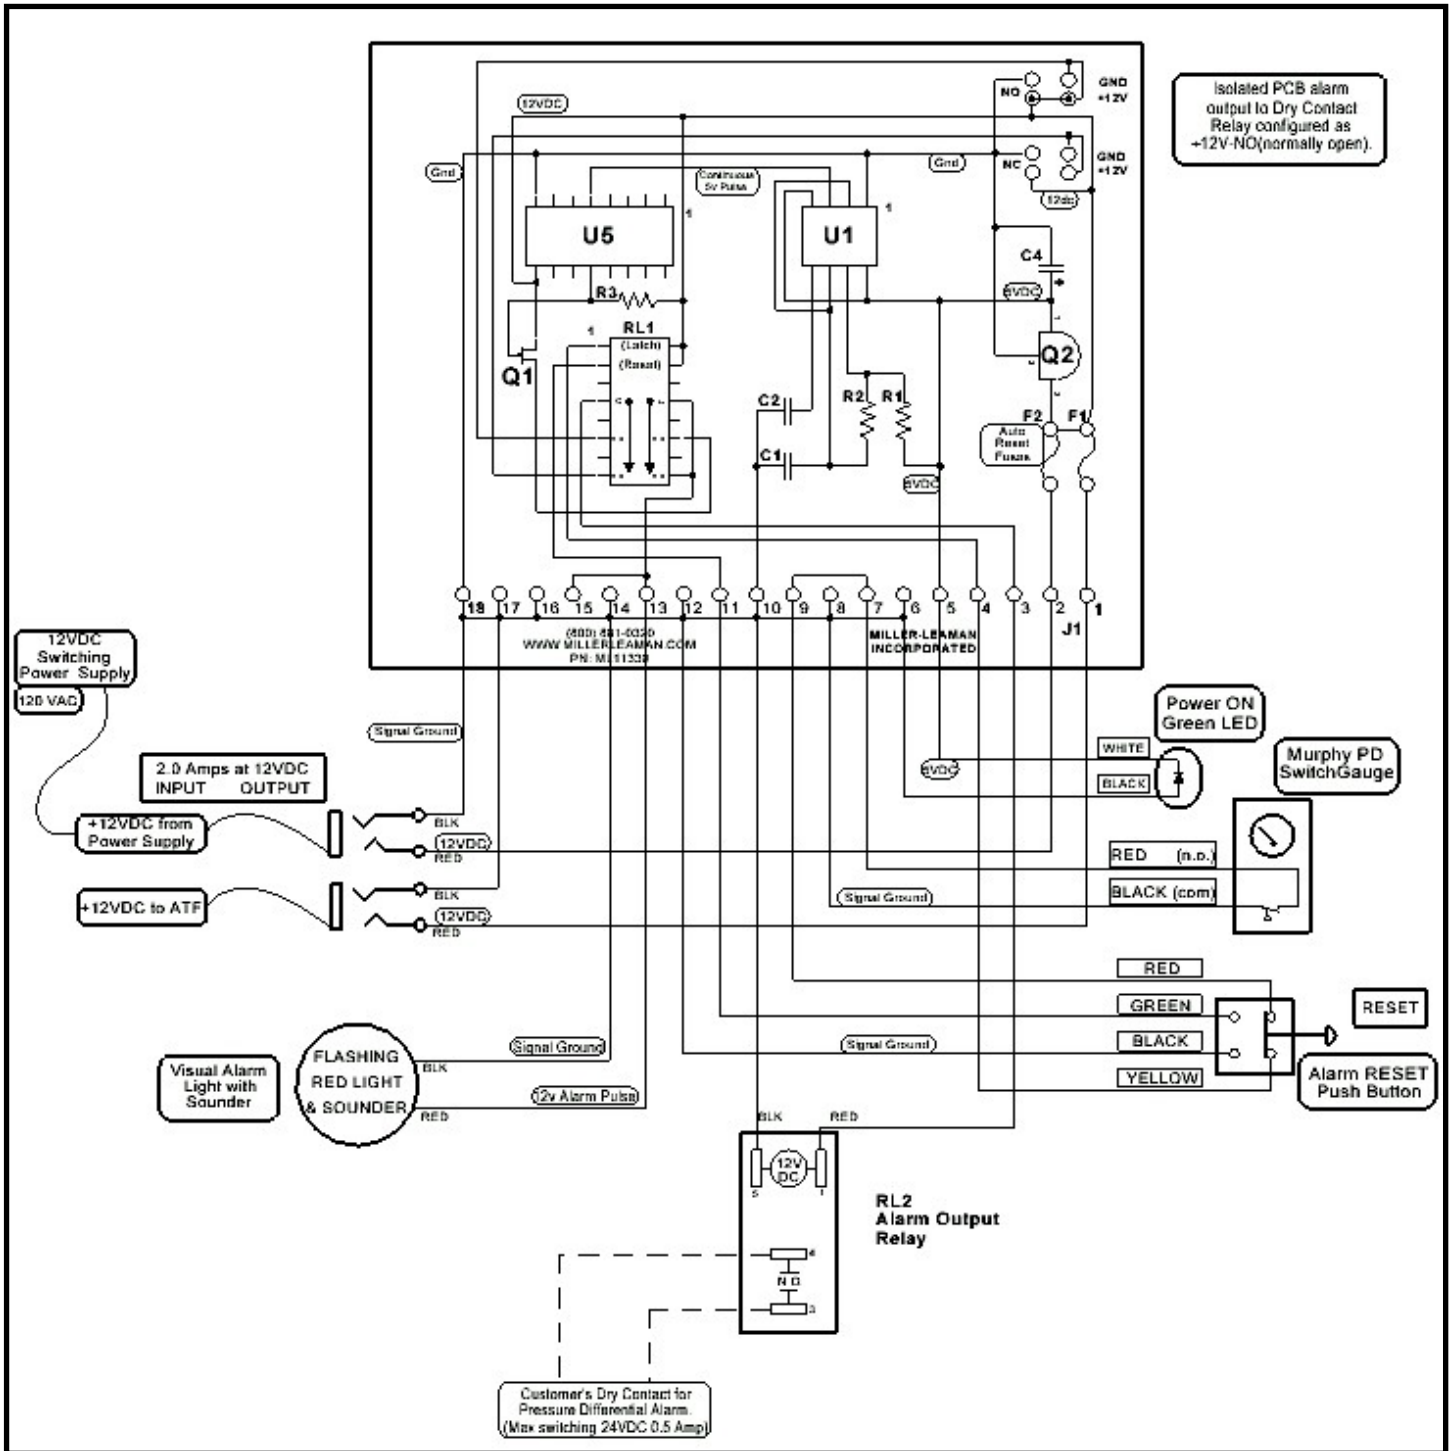 NO
GND
+12V
Isolated PCB alarm
output to Dry Contact
Relay configured as
+12V-NO(normally open).
12VDC
Gnd
Continuous
5v Pulse
Gnd
NC
GND
+12V
12dc
1
1
U5
U1
C4
R3
RL1
1
(Latch)
(Reset)
Q1
Q2
C2
R2
R1
F2
F1
Auto
Reset
Fuses
C1
18
17
16
15
14
13
12
11
10
9
8
7
6
5
4
3
2
1
J1
WWW.MILLERLEAMAN.COM
MILLER-LEAMAN
INCORPORATED
12VDC
Switching
Power Supply
120 VAC
Signal Ground
Power ON
Green LED
WHITE
BLACK
Murphy PD
SwitchGauge
2.0 Amps at 12VDC
INPUT OUTPUT
+12VDC from
Power Supply
BLK
12VDC
RED
RED (n.o.)
BLACK (com)
Signal Ground
+12VDC to ATF
BLK
12VDC
RED
RED
GREEN
BLACK
YELLOW
RESET
Alarm RESET
Push Button
Signal Ground
Visual Alarm
Light with
Sounder
FLASHING
RED LIGHT
& SOUNDER
BLK
Signal Ground
RED
12v Alarm Pulse
BLK
RED
12V
DC
5
1
RL2
Alarm Output
Relay
4
N O
3
Customer's Dry Contact for
Pressure Differential Alarm.
(Max switching 24VDC 0.5 Amp)